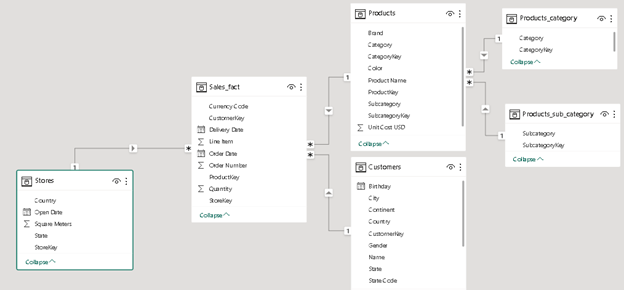 Stores
Country
Open Date
Square Meters
State
StoreKey
Collapse
1
*
Sales_fact
Currency Code
CustomerKey
Delivery Date
Line Item
Order Date
Order Number
ProductKey
Quantity
StoreKey
Collapse
*
*
1
1
Products
Brand
Category
CategoryKey
Color
Product Name
ProductKey
Subcategory
SubcategoryKey
Unit Cost USD
Collapse
Customers
Birthday
City
Continent
Country
CustomerKey
Gender
Name
State
State Code
*
*
1
1
Products_category
Category
CategoryKey
Collapse
Products_sub_category
Subcategory
SubcategoryKey
Collapse